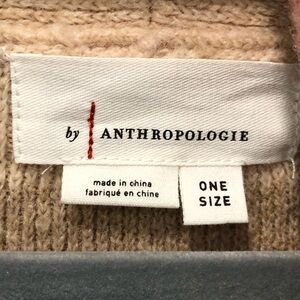 by ANTHROPOLOGIE
made in china
fabriqué en chine
ONE
SIZE